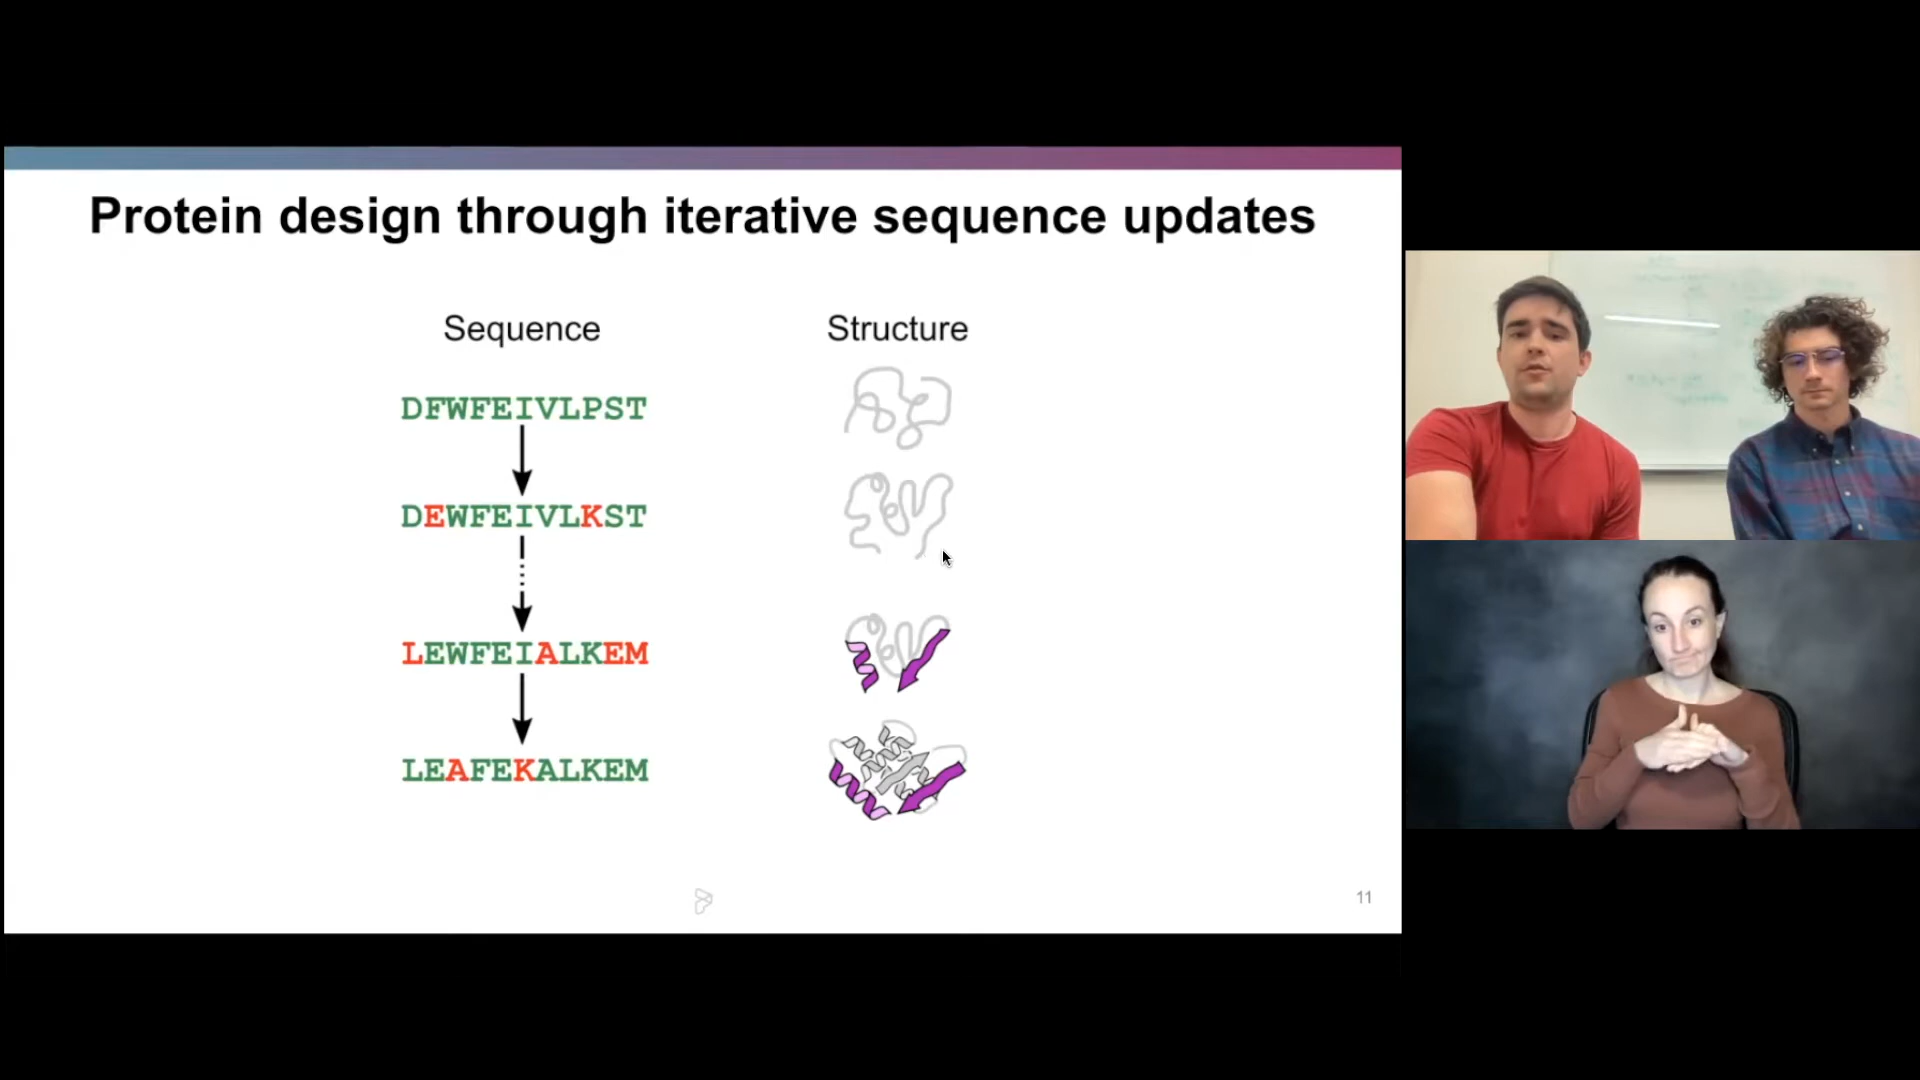 Protein design through iterative sequence updates
Sequence
Structure
DFWFEIVLPST
DEWFEIVLKST
LEWFEIALKEM
LEAFEKALKEM
11